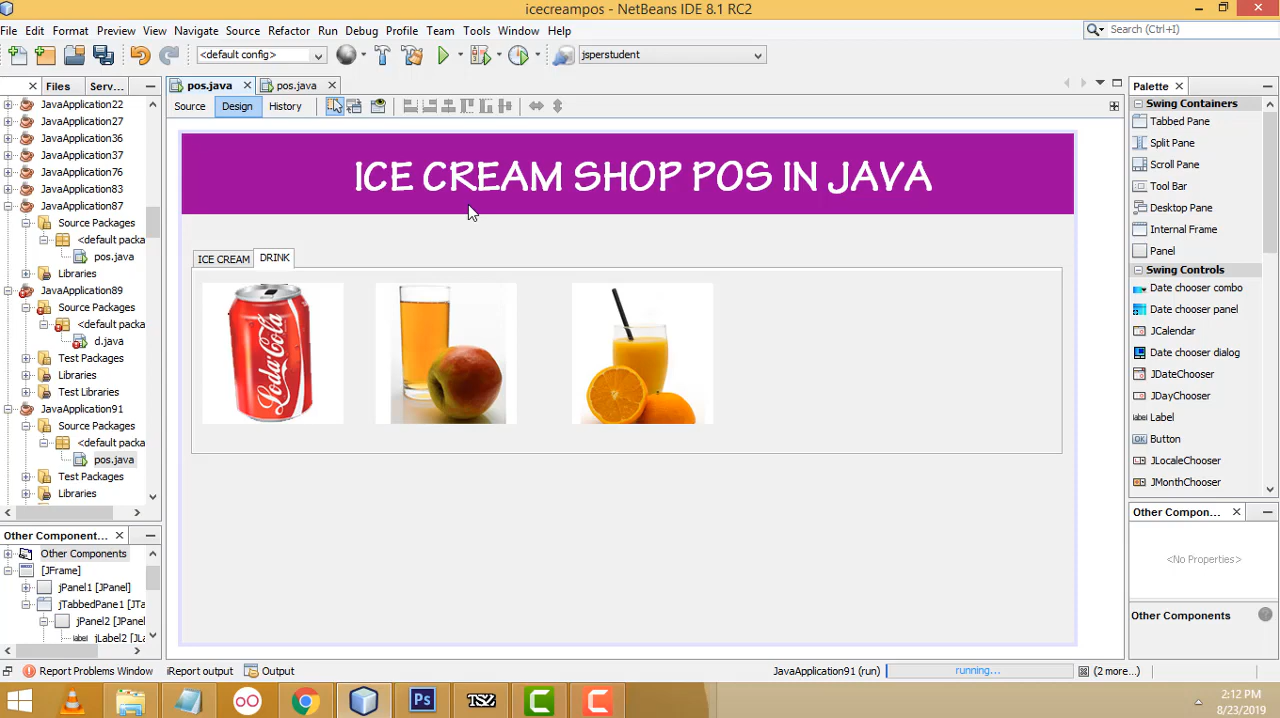 icecreampos - NetBeans IDE 8.1 RC2
File Edit Format Preview View Navigate Source Refactor Run Debug Profile Team Tools Window Help
Search (Ctrl+I)
<default config>
jsperstudent
Files
Serv...
pos.java
pos.java
Source Design History
JavaApplication22
JavaApplication27
JavaApplication36
JavaApplication37
JavaApplication76
JavaApplication83
JavaApplication87
Source Packages
<default packa
pos.java
Libraries
JavaApplication89
Source Packages
<default packa
d.java
Test Packages
Libraries
Test Libraries
JavaApplication91
Source Packages
<default packa
pos.java
Test Packages
Libraries
Other Component...
Other Components
[JFrame]
jPanel1 [JPanel]
jTabbedPane1 [JTa
jPanel2 [JPanel]
label jLabel2 [JLab
ICE CREAM SHOP POS IN JAVA
ICE CREAM
DRINK
Loda-Cola
Palette
Swing Containers
Tabbed Pane
Split Pane
Scroll Pane
Tool Bar
Desktop Pane
Internal Frame
Panel
Swing Controls
Date chooser combo
Date chooser panel
JCalendar
Date chooser dialog
JDateChooser
JDayChooser
label Label
OK Button
JLocaleChooser
JMonthChooser
Other Compon...
<No Properties>
Other Components
Report Problems Window
iReport output
Output
JavaApplication91 (run)
running...
(2 more...)
Ps
TSZ
C
C
2:12 PM
8/23/2019